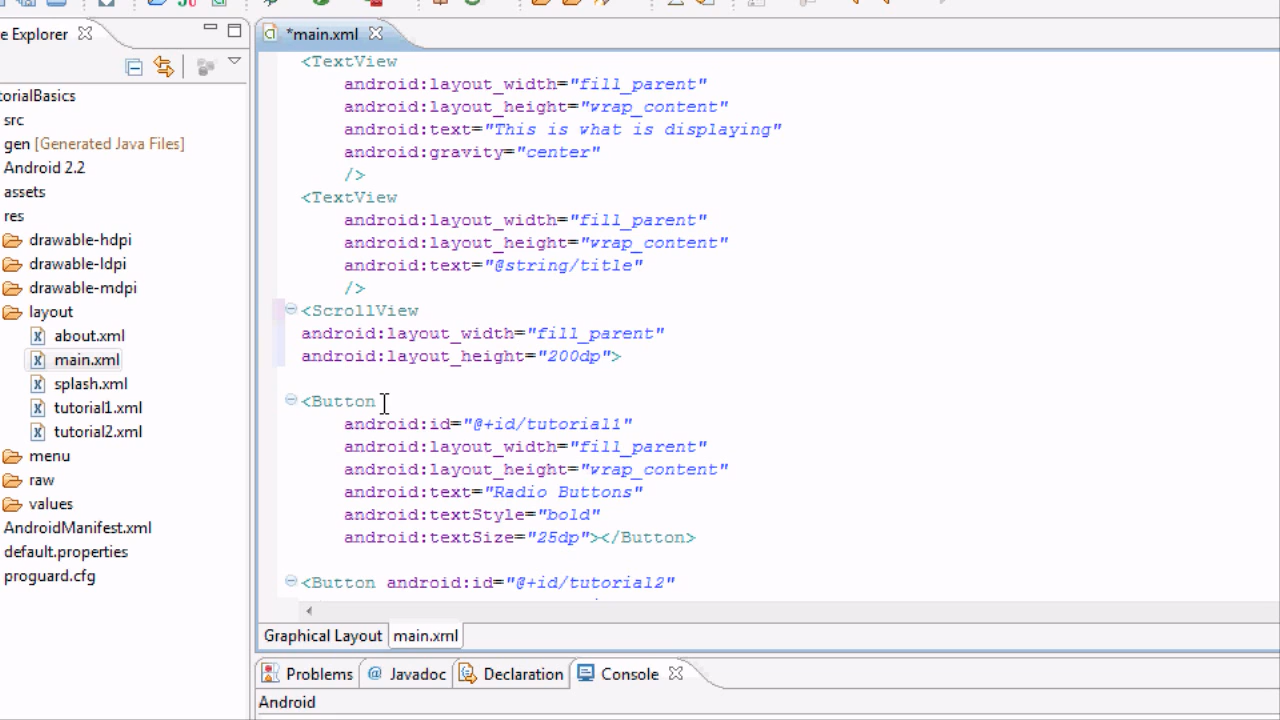 e Explorer
torialBasics
src
gen [Generated Java Files]
Android 2.2
assets
res
drawable-hdpi
drawable-ldpi
drawable-mdpi
layout
about.xml
main.xml
splash.xml
tutorial1.xml
tutorial2.xml
menu
raw
values
AndroidManifest.xml
default.properties
proguard.cfg
*main.xml
<TextView
android:layout_width="fill_parent"
android:layout_height="wrap_content"
android:text="This is what is displaying"
android:gravity="center"
/>
<TextView
android:layout_width="fill_parent"
android:layout_height="wrap_content"
android:text="@string/title"
/>
<ScrollView
android:layout_width="fill_parent"
android:layout_height="200dp">
<Button
android:id="@+id/tutorial1"
android:layout_width="fill_parent"
android:layout_height="wrap_content"
android:text="Radio Buttons"
android:textStyle="bold"
android:textSize="25dp"></Button>
<Button android:id="@+id/tutorial2"
Graphical Layout main.xml
Problems @ Javadoc Declaration Console
Android